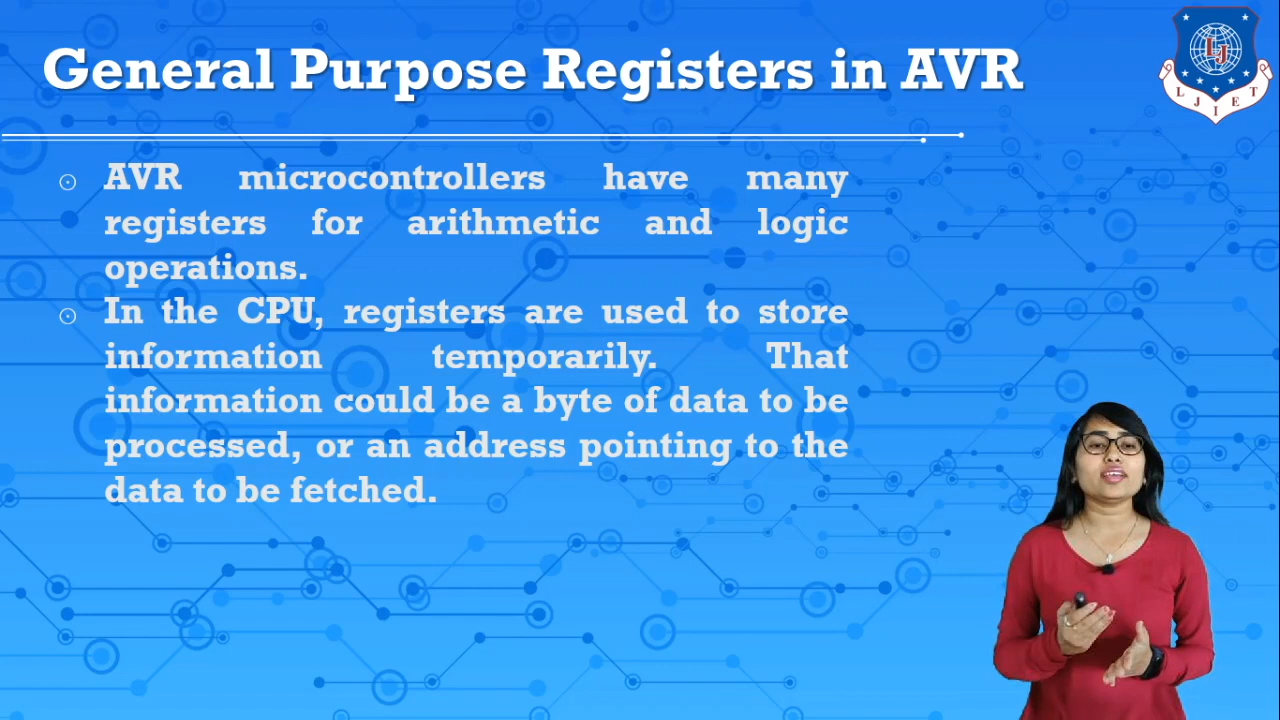 General Purpose Registers in AVR
AVR microcontrollers have many
registers for arithmetic and logic
operations.
In the CPU, registers are used to store
information temporarily. That
information could be a byte of data to be
processed, or an address pointing to the
data to be fetched.
LJ
LJIET